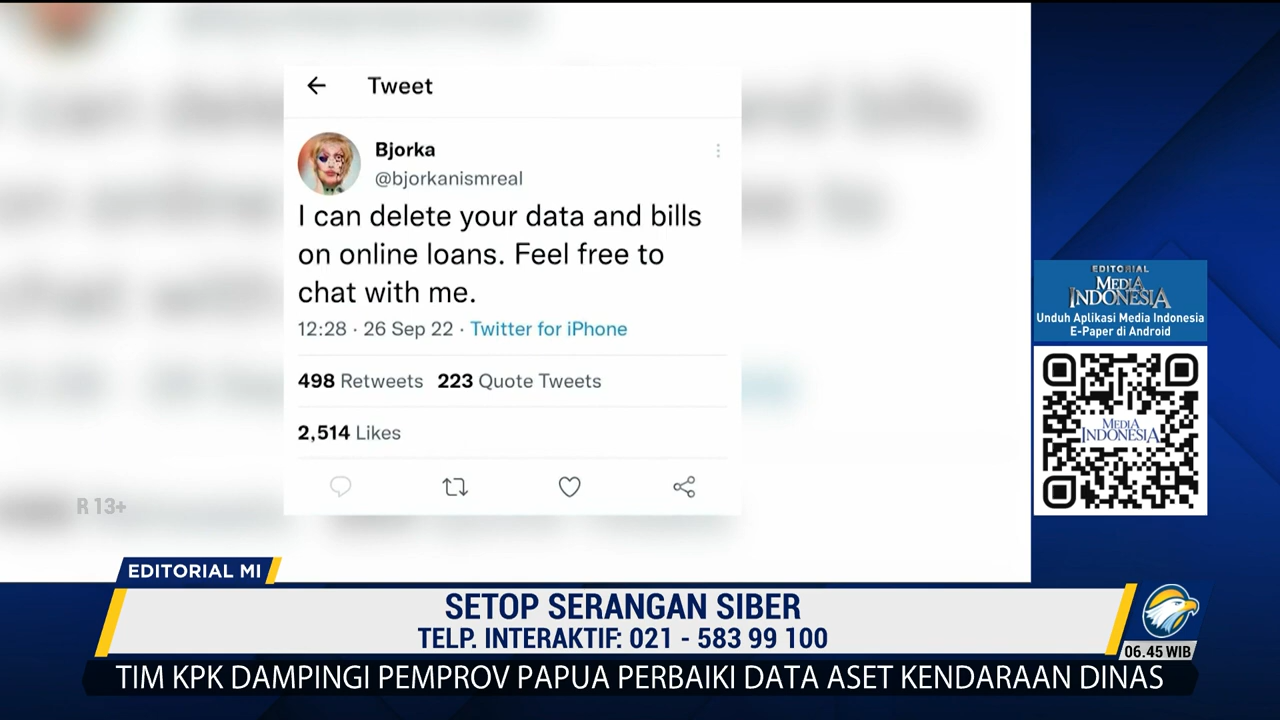 Tweet
Bjorka
@bjorkanismreal
I can delete your data and bills
on online loans. Feel free to
chat with me.
12:28 · 26 Sep 22 · Twitter for iPhone
498 Retweets 223 Quote Tweets
2,514 Likes
R 13+
EDITORIAL
MEDIA
INDONESIA
Unduh Aplikasi Media Indonesia
E-Paper di Android
MEDIA
INDONESIA
EDITORIAL MI
SETOP SERANGAN SIBER
TELP. INTERAKTIF: 021 - 583 99 100
06.45 WIB
TIM KPK DAMPINGI PEMPROV PAPUA PERBAIKI DATA ASET KENDARAAN DINAS